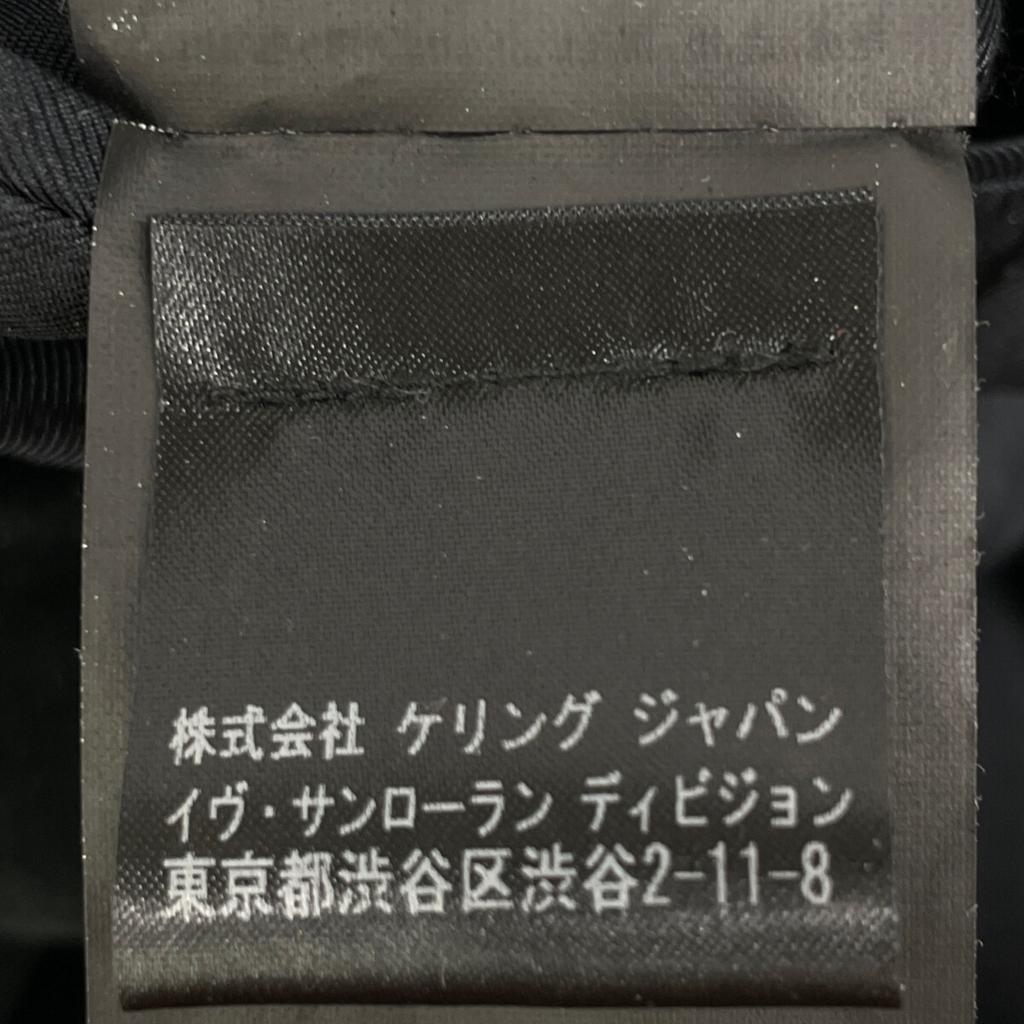 株式会社 ケリング ジャパン
イヴ・サンローラン ディビジョン
東京都渋谷区渋谷2-11-8